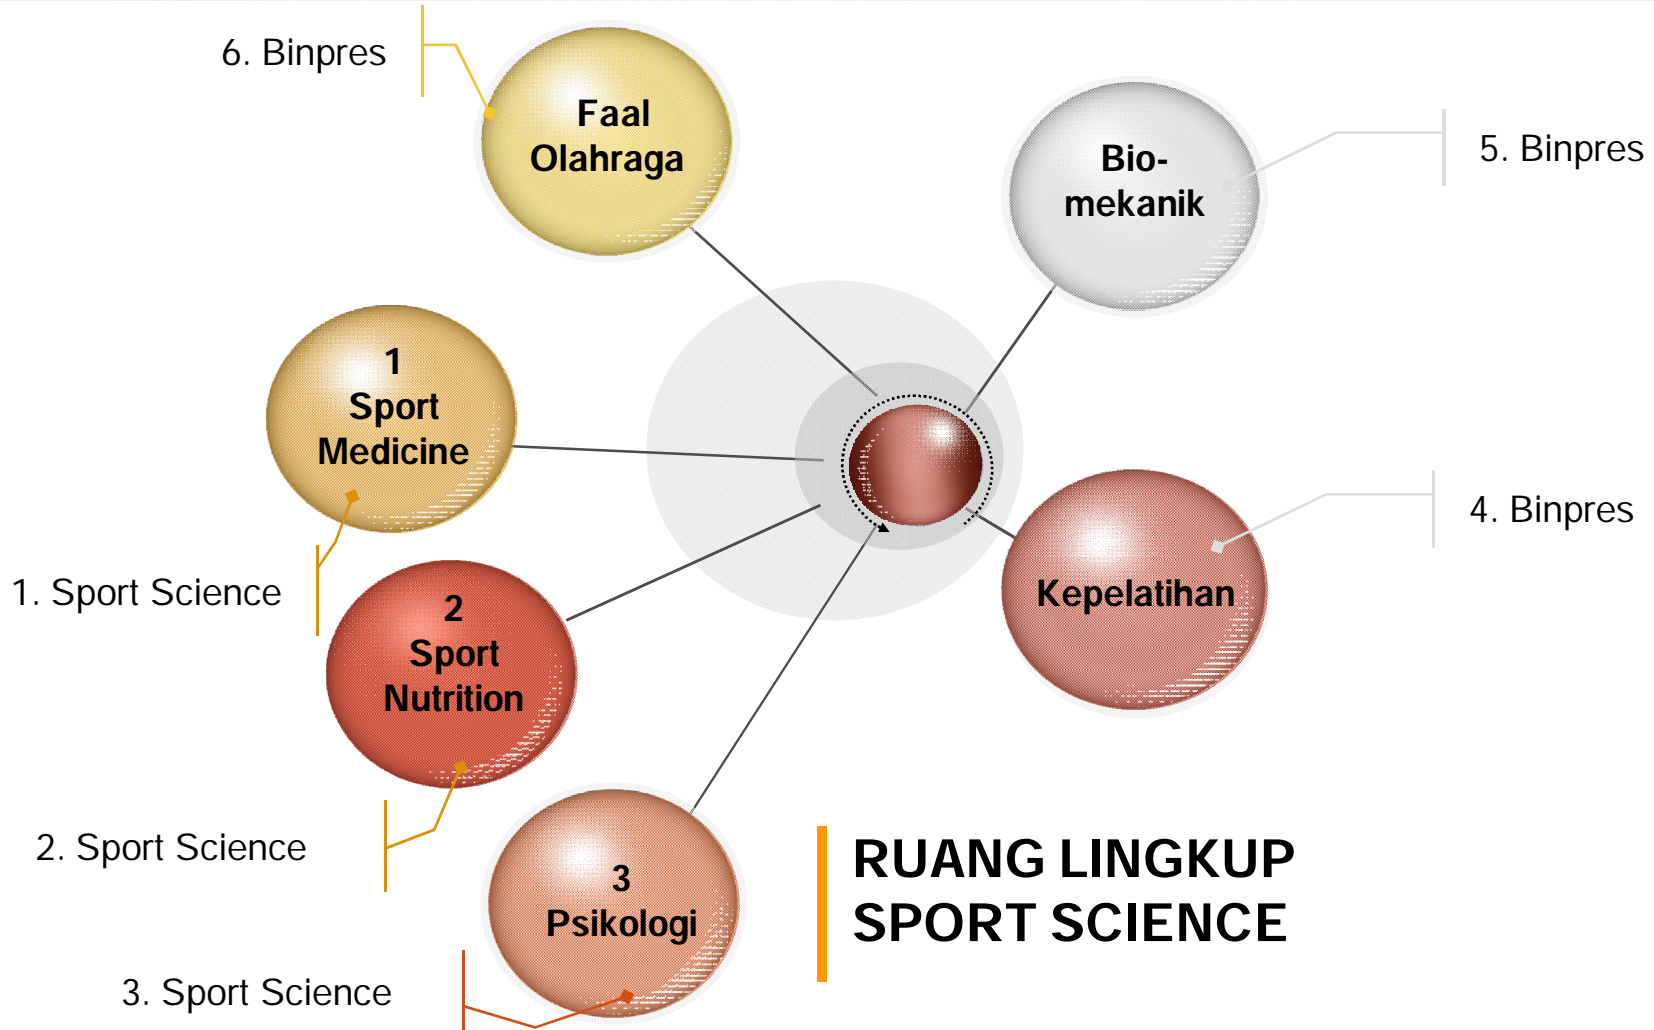 6. Binpres
Faal
Olahraga
Bio-
mekanik
5. Binpres
1
Sport
Medicine
4. Binpres
Kepelatihan
1. Sport Science
2
Sport
Nutrition
2. Sport Science
3
Psikologi
3. Sport Science
RUANG LINGKUP
SPORT SCIENCE